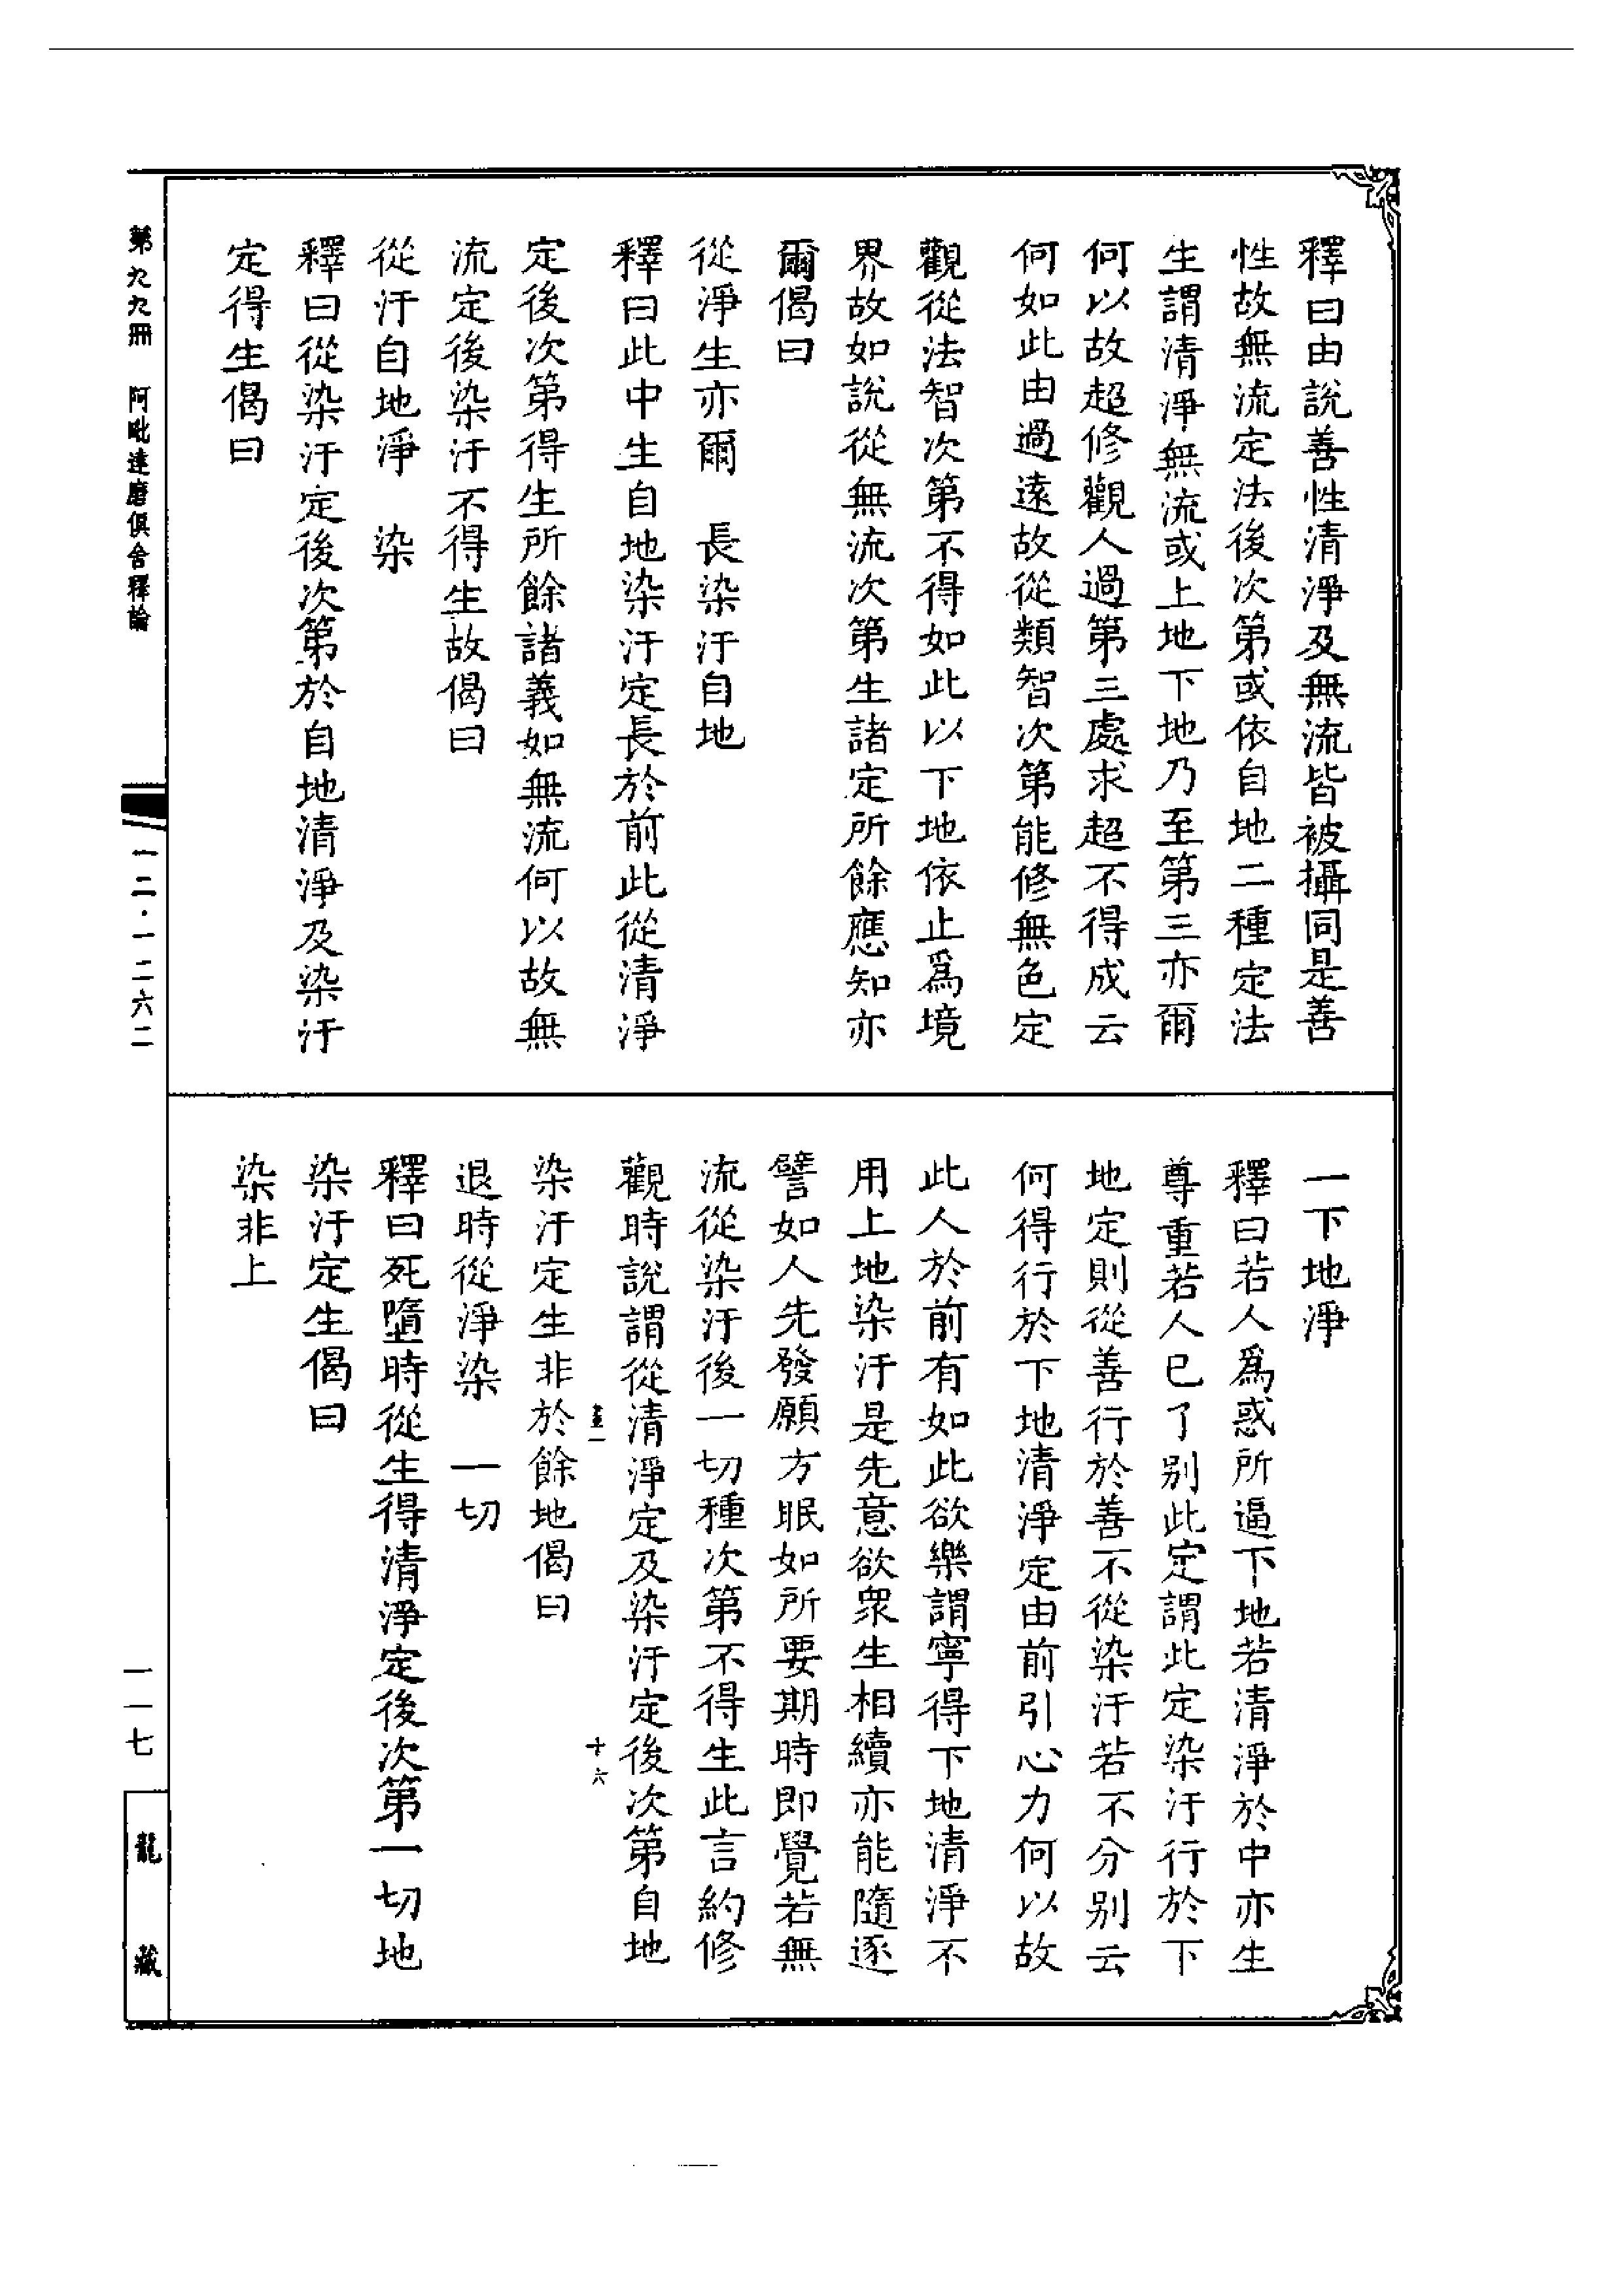 釋曰由說善性清淨及無流皆被攝同是善
性故無流定法後次第或依自地二種定法
生謂清淨無流或上地下地乃至第三亦爾
何以故超修觀人過第三處求超不得成云
何如此由過遠故從類智次第能修無色定
觀從法智次第不得如此以下地依止爲境
界故如說從無流次第生諸定所餘應知亦
爾偈曰
從淨生亦爾　長染汙自地
釋曰此中生自地染汙定長於前此從清淨
定後次第得生所餘諸義如無流何以故無
流定後染汙不得生故偈曰
從汙自地淨　染
釋曰從染汙定後次第於自地清淨及染汙
定得生偈曰
一下地淨
釋曰若人爲惑所逼下地若清淨於中亦生
尊重若人已了別此定謂此定染汙行於下
地定則從善行於善不從染汙若不分別云
何得行於下地清淨定由前引心力何以故
此人於前有如此欲樂謂寧得下地清淨不
用上地染汙是先意欲衆生相續亦能隨逐
譬如人先發願方眠如所要期時即覺若無
流從染汙後一切種次第不得生此言約修
觀時說謂從清淨定及染汙定後次第自地
畫一　十六
染汙定生非於餘地偈曰
退時從淨染　一切
釋曰死墮時從生得清淨定後次第一切地
染汙定生偈曰
染非上
第九九冊　阿毗達磨俱舍釋論
一二·一二六二
一一七
龍藏